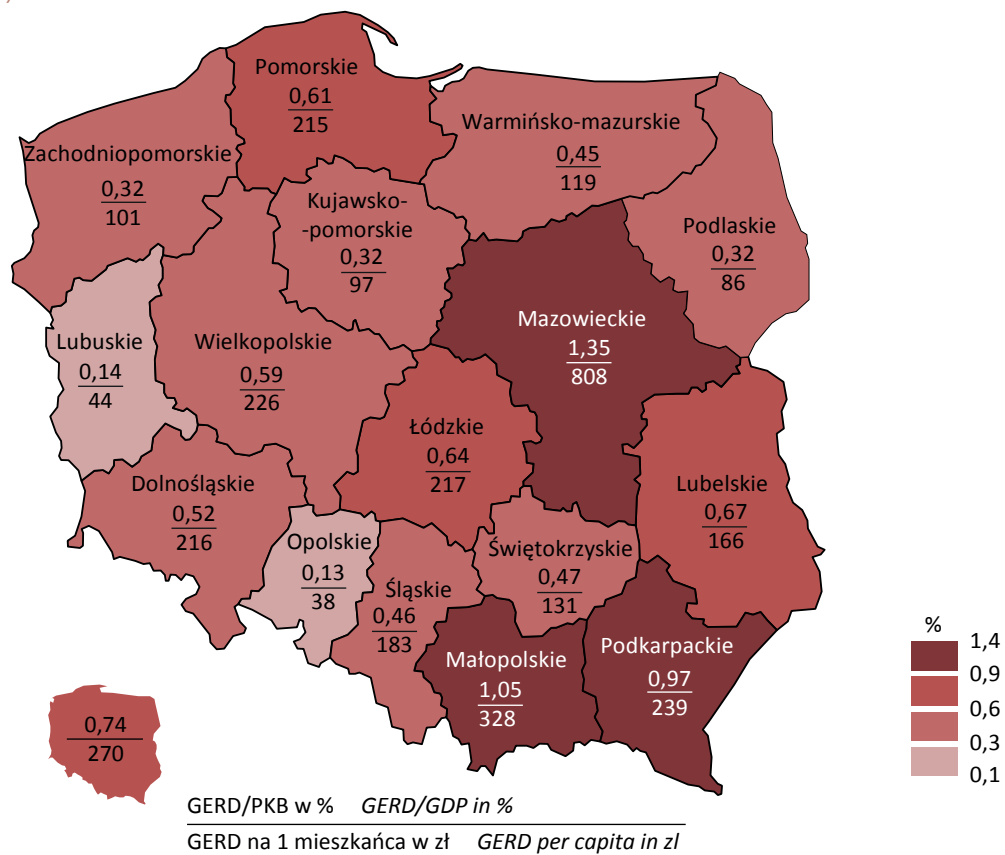 Pomorskie
0,61
215
Warmińsko-mazurskie
0,45
119
Zachodniopomorskie
0,32
101
Kujawsko-
-pomorskie
0,32
97
Podlaskie
0,32
86
Mazowieckie
1,35
808
Lubuskie
0,14
44
Wielkopolskie
0,59
226
Łódzkie
0,64
217
Lubelskie
0,67
166
Dolnośląskie
0,52
216
Opolskie
0,13
38
Śląskie
0,46
183
Świętokrzyskie
0,47
131
Małopolskie
1,05
328
Podkarpackie
0,97
239
%
1,4
0,9
0,6
0,3
0,1
0,74
270
GERD/PKB w % GERD/GDP in %
GERD na 1 mieszkańca w zł GERD per capita in zl